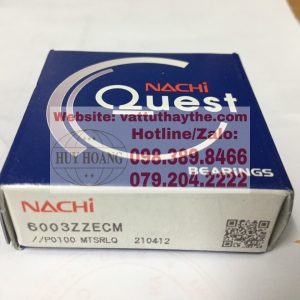 NACHi
Quest
Website: vattuthaythe.com
Hotline/Zalo:
HUY HOANG
098.389.8466
079.204.2222
BEARINGS
NACHi
6003ZZECM
//P0100 MTSRLQ 210412